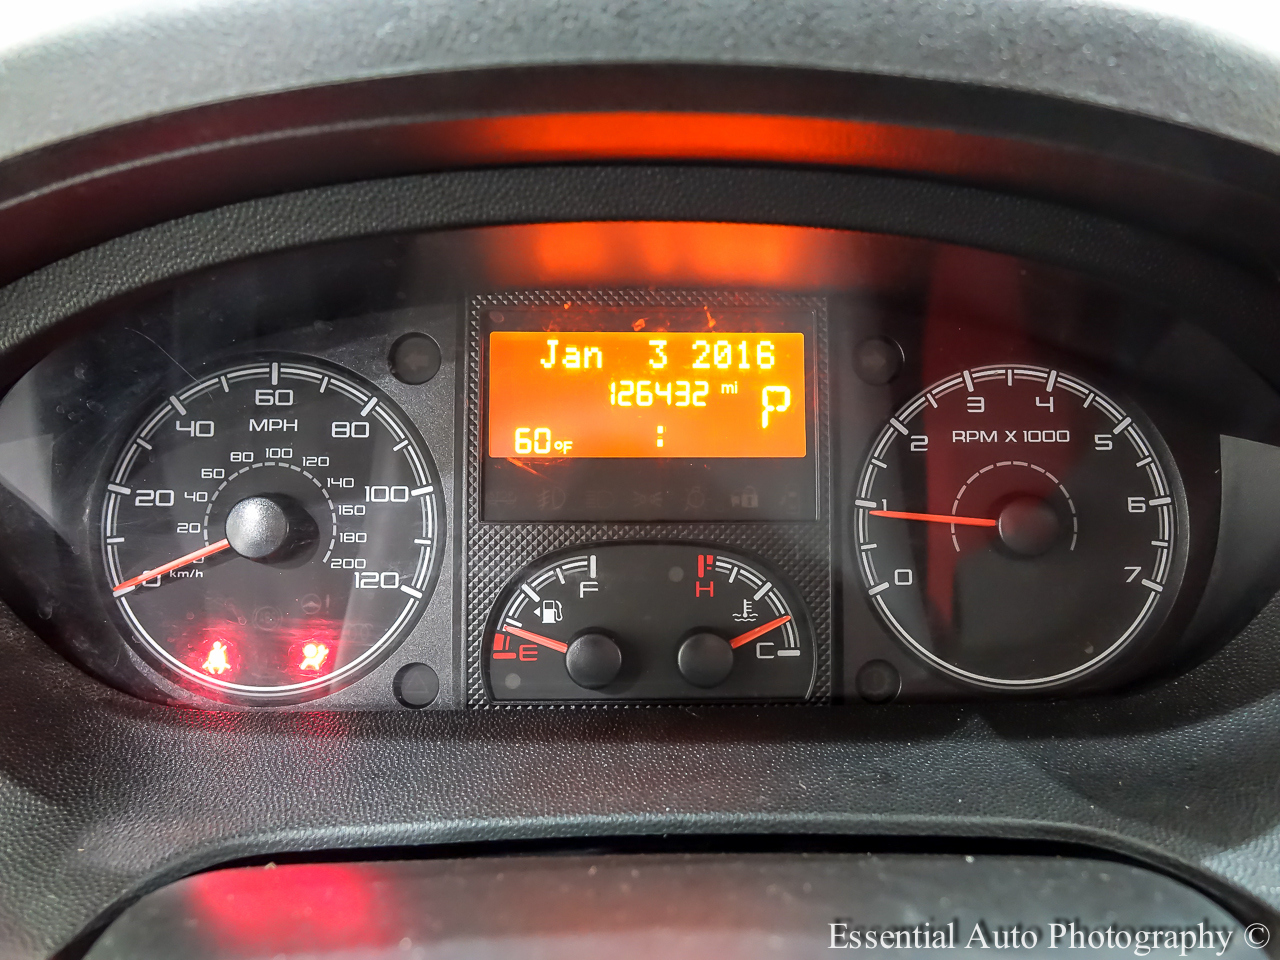 Jan 3 2016
126432 mi
P
60°F :
60
MPH
40 80
20 100
0 120
80 100 120
60 140
40 160
20 180
km/h 200
3 4
RPM X 1000
2 5
1 6
0 7
F H
E C
Essential Auto Photography ©